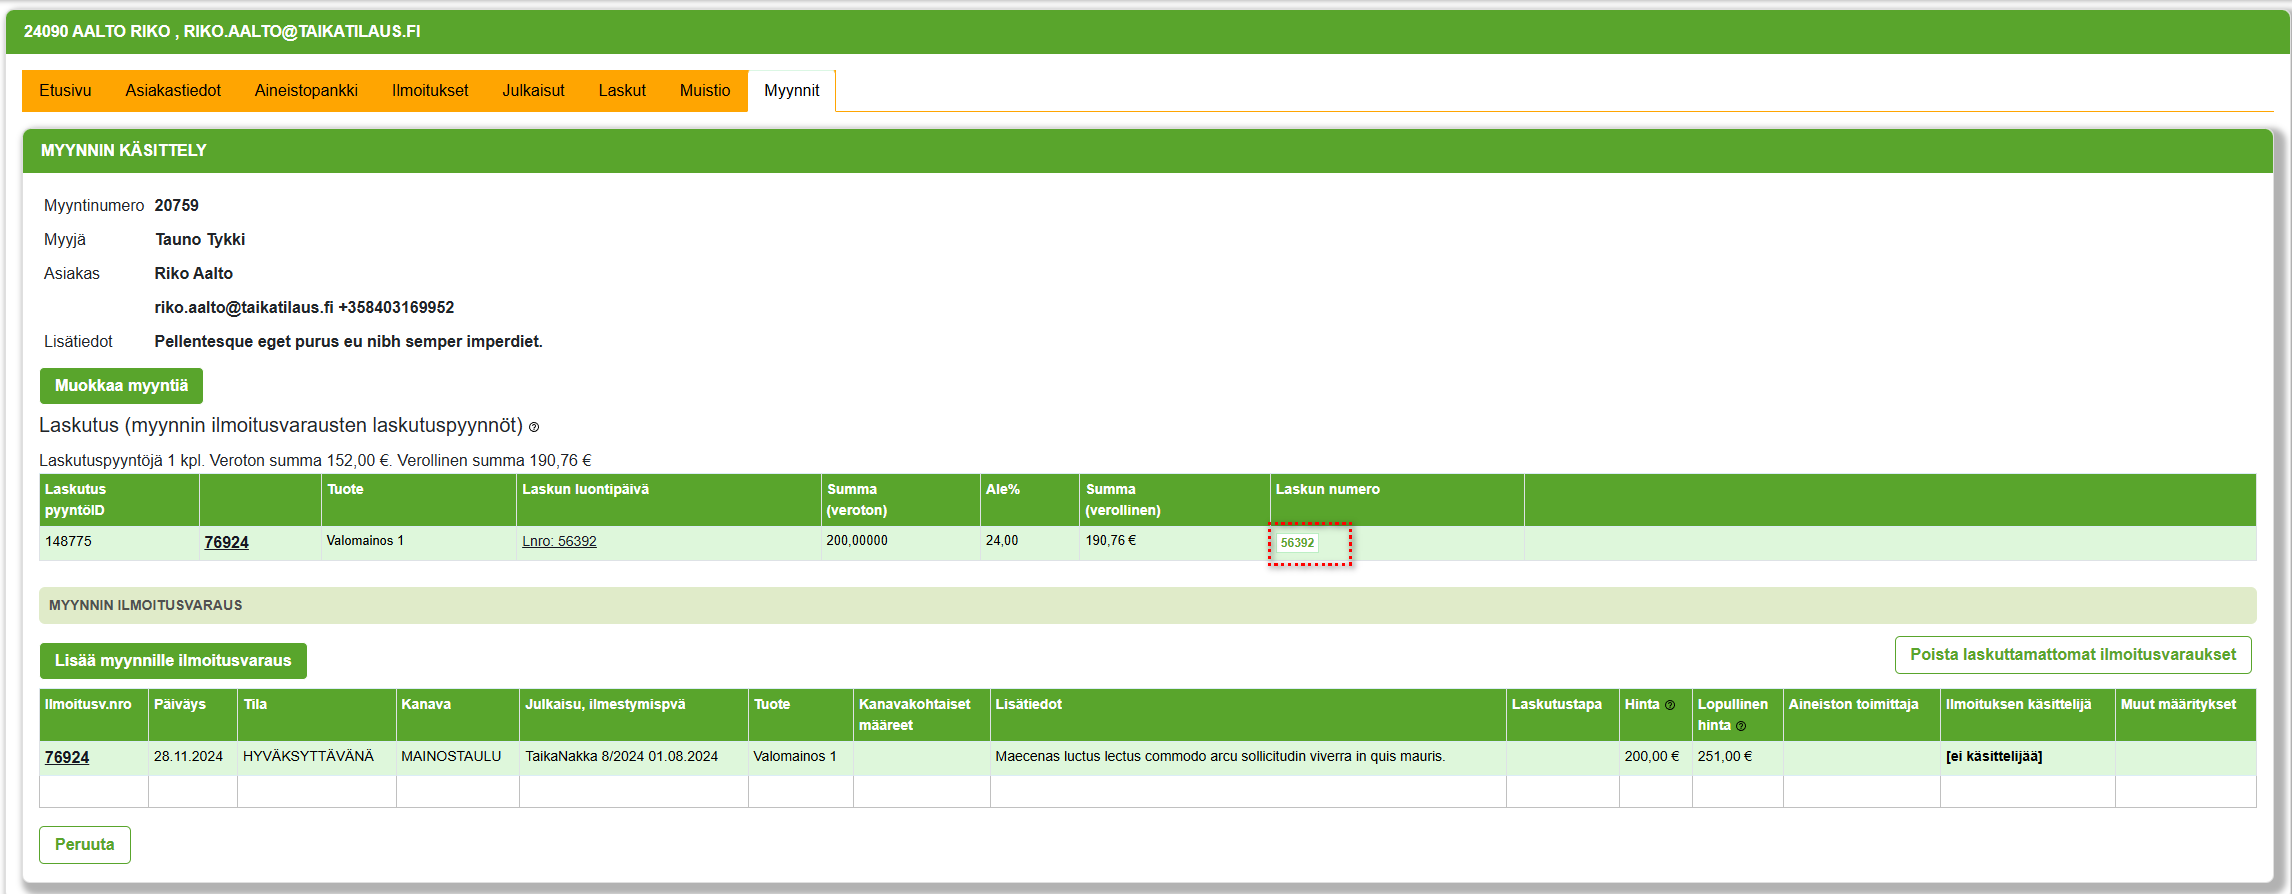 24090 AALTO RIKO , RIKO.AALTO@TAIKATILAUS.FI
Etusivu Asiakastiedot Aineistopankki Ilmoitukset Julkaisut Laskut Muistio Myynnit
MYYNNIN KÄSITTELY
Myyntinumero 20759
Myyjä Tauno Tykki
Asiakas Riko Aalto
riko.aalto@taikatilaus.fi +358403169952
Lisätiedot Pellentesque eget purus eu nibh semper imperdiet.
Muokkaa myyntiä
Laskutus (myynnin ilmoitusvarausten laskutuspyynnöt)
Laskutuspyyntöjä 1 kpl. Veroton summa 152,00 €. Verollinen summa 190,76 €
Laskutus Tuote Laskun luontipäivä Summa Ale% Summa Laskun numero
pyyntöID (veroton) (verollinen)
148775 76924 Valomainos 1 Lnro: 56392 200,00000 24,00 190,76 € 56392
MYYNNIN ILMOITUSVARAUS
Lisää myynnille ilmoitusvaraus Poista laskuttamattomat ilmoitusvaraukset
Ilmoitusv.nro Päiväys Tila Kanava Julkaisu, ilmestymispvä Tuote Kanavakohtaiset Lisätiedot Laskutustapa Hinta Lopullinen Aineiston toimittaja Ilmoituksen käsittelijä Muut määritykset
määreet hinta
76924 28.11.2024 HYVÄKSYTTÄVÄNÄ MAINOSTAULU TaikaNakka 8/2024 01.08.2024 Valomainos 1 Maecenas luctus lectus commodo arcu sollicitudin viverra in quis mauris. 200,00 € 251,00 € [ei käsittelijää]
Peruuta